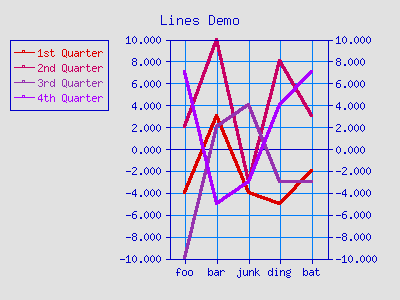 Lines Demo
1st Quarter
2nd Quarter
3rd Quarter
4th Quarter
10.000 10.000
8.000 8.000
6.000 6.000
4.000 4.000
2.000 2.000
0.000 0.000
-2.000 -2.000
-4.000 -4.000
-6.000 -6.000
-8.000 -8.000
-10.000 -10.000
foo bar junk ding bat